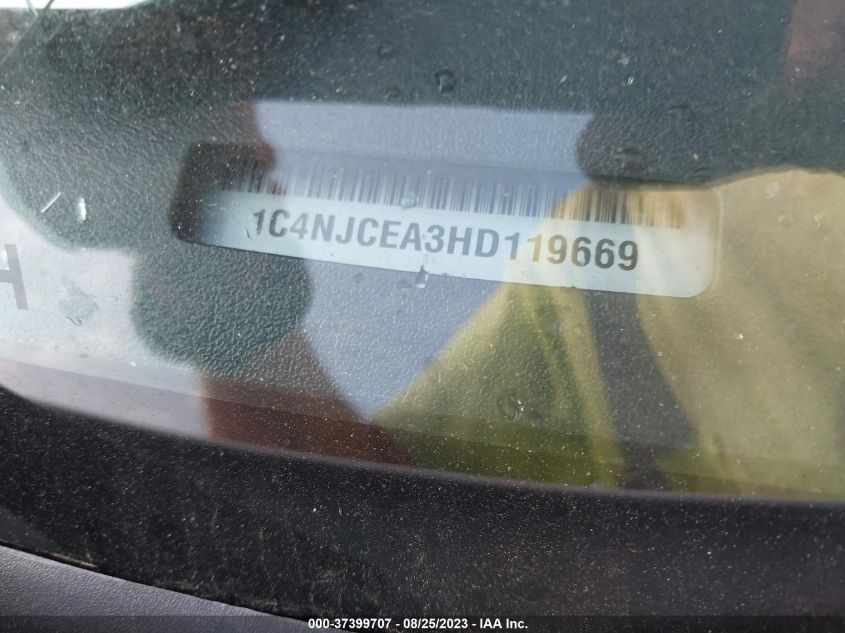 1C4NJCEA3HD119669
H
000-37399707 - 08/25/2023 - IAA Inc.